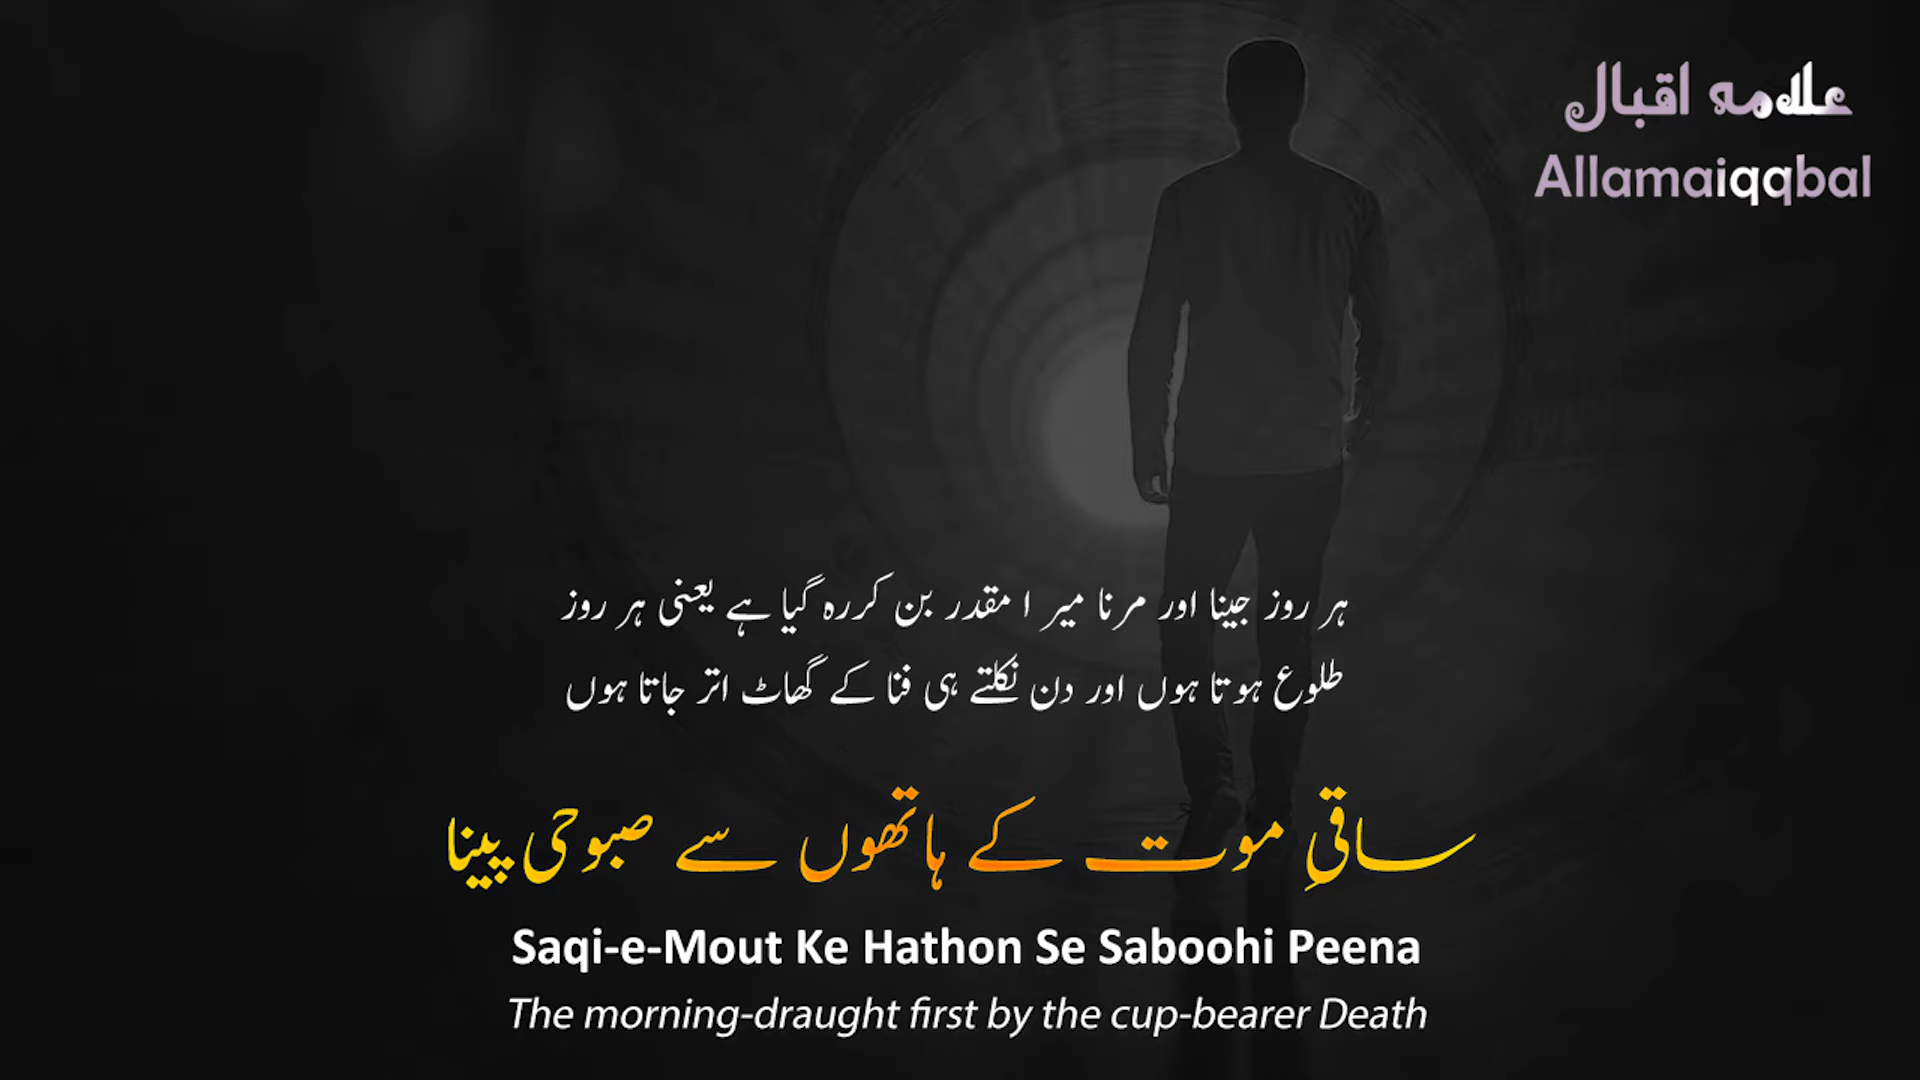 علامہ اقبال
Allamaiqqbal
ہر روز جینا اور مرنا میرا مقدر بن کررہ گیا ہے یعنی ہر روز
طلوع ہوتا ہوں اور دن نکلتے ہی فنا کے گھاٹ اتر جاتا ہوں
ساقیِ موت کے ہاتھوں سے صبوحی پینا
Saqi-e-Mout Ke Hathon Se Saboohi Peena
The morning-draught first by the cup-bearer Death